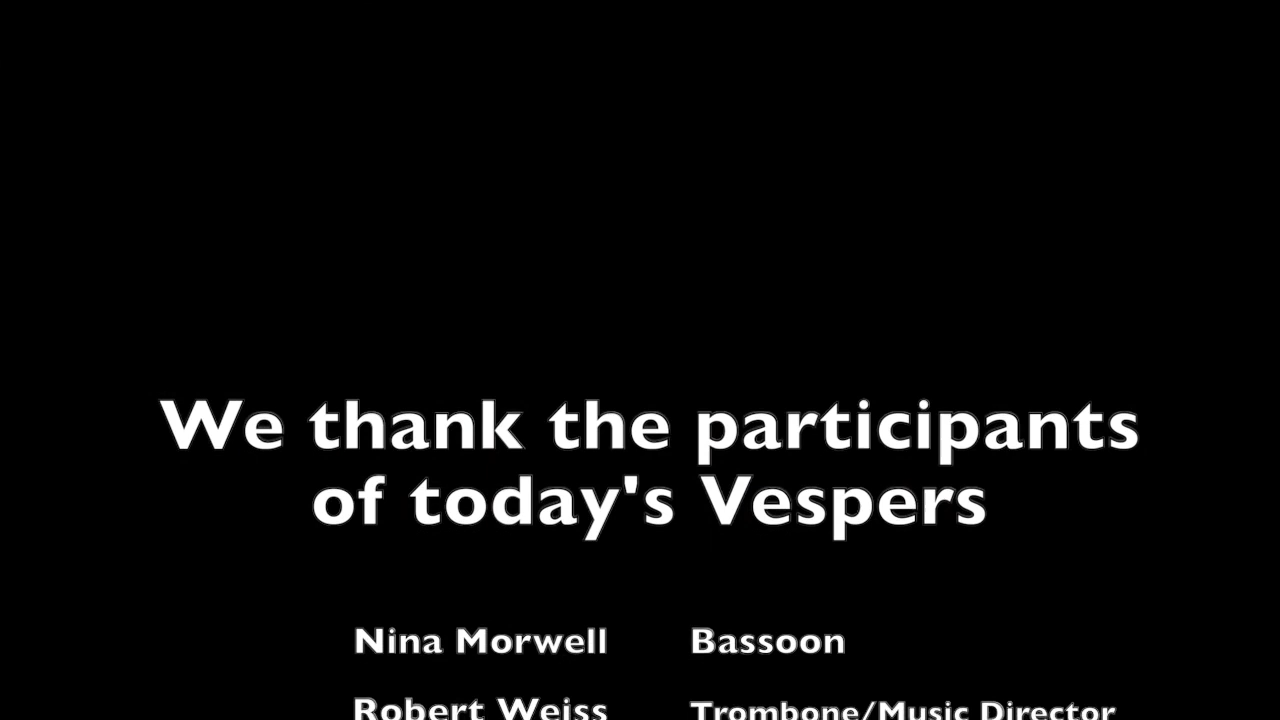 We thank the participants
of today's Vespers
Nina Morwell Bassoon
Robert Weiss Trombone/Music Director